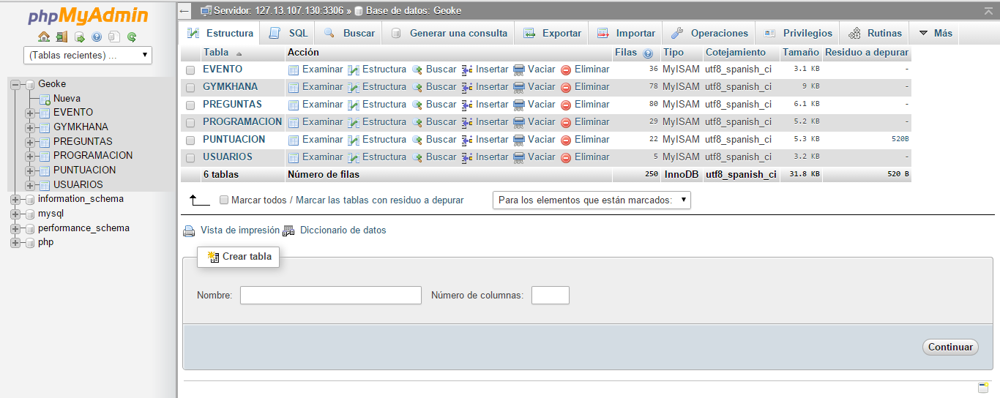 phpMyAdmin
(Tablas recientes) ...
Geoke
Nueva
EVENTO
GYMKHANA
PREGUNTAS
PROGRAMACION
PUNTUACION
USUARIOS
information_schema
mysql
performance_schema
php
Servidor: 127.13.107.130:3306 » Base de datos: Geoke
Estructura SQL Buscar Generar una consulta Exportar Importar Operaciones Privilegios Rutinas Más
Tabla Acción Filas Tipo Cotejamiento Tamaño Residuo a depurar
EVENTO Examinar Estructura Buscar Insertar Vaciar Eliminar 36 MyISAM utf8_spanish_ci 3.1 KB -
GYMKHANA Examinar Estructura Buscar Insertar Vaciar Eliminar 78 MyISAM utf8_spanish_ci 9 KB -
PREGUNTAS Examinar Estructura Buscar Insertar Vaciar Eliminar 80 MyISAM utf8_spanish_ci 6.1 KB -
PROGRAMACION Examinar Estructura Buscar Insertar Vaciar Eliminar 29 MyISAM utf8_spanish_ci 5.2 KB -
PUNTUACION Examinar Estructura Buscar Insertar Vaciar Eliminar 22 MyISAM utf8_spanish_ci 5.3 KB 520B
USUARIOS Examinar Estructura Buscar Insertar Vaciar Eliminar 5 MyISAM utf8_spanish_ci 3.2 KB -
6 tablas Número de filas 250 InnoDB utf8_spanish_ci 31.8 KB 520 B
Marcar todos / Marcar las tablas con residuo a depurar Para los elementos que están marcados:
Vista de impresión Diccionario de datos
Crear tabla
Nombre: Número de columnas:
Continuar